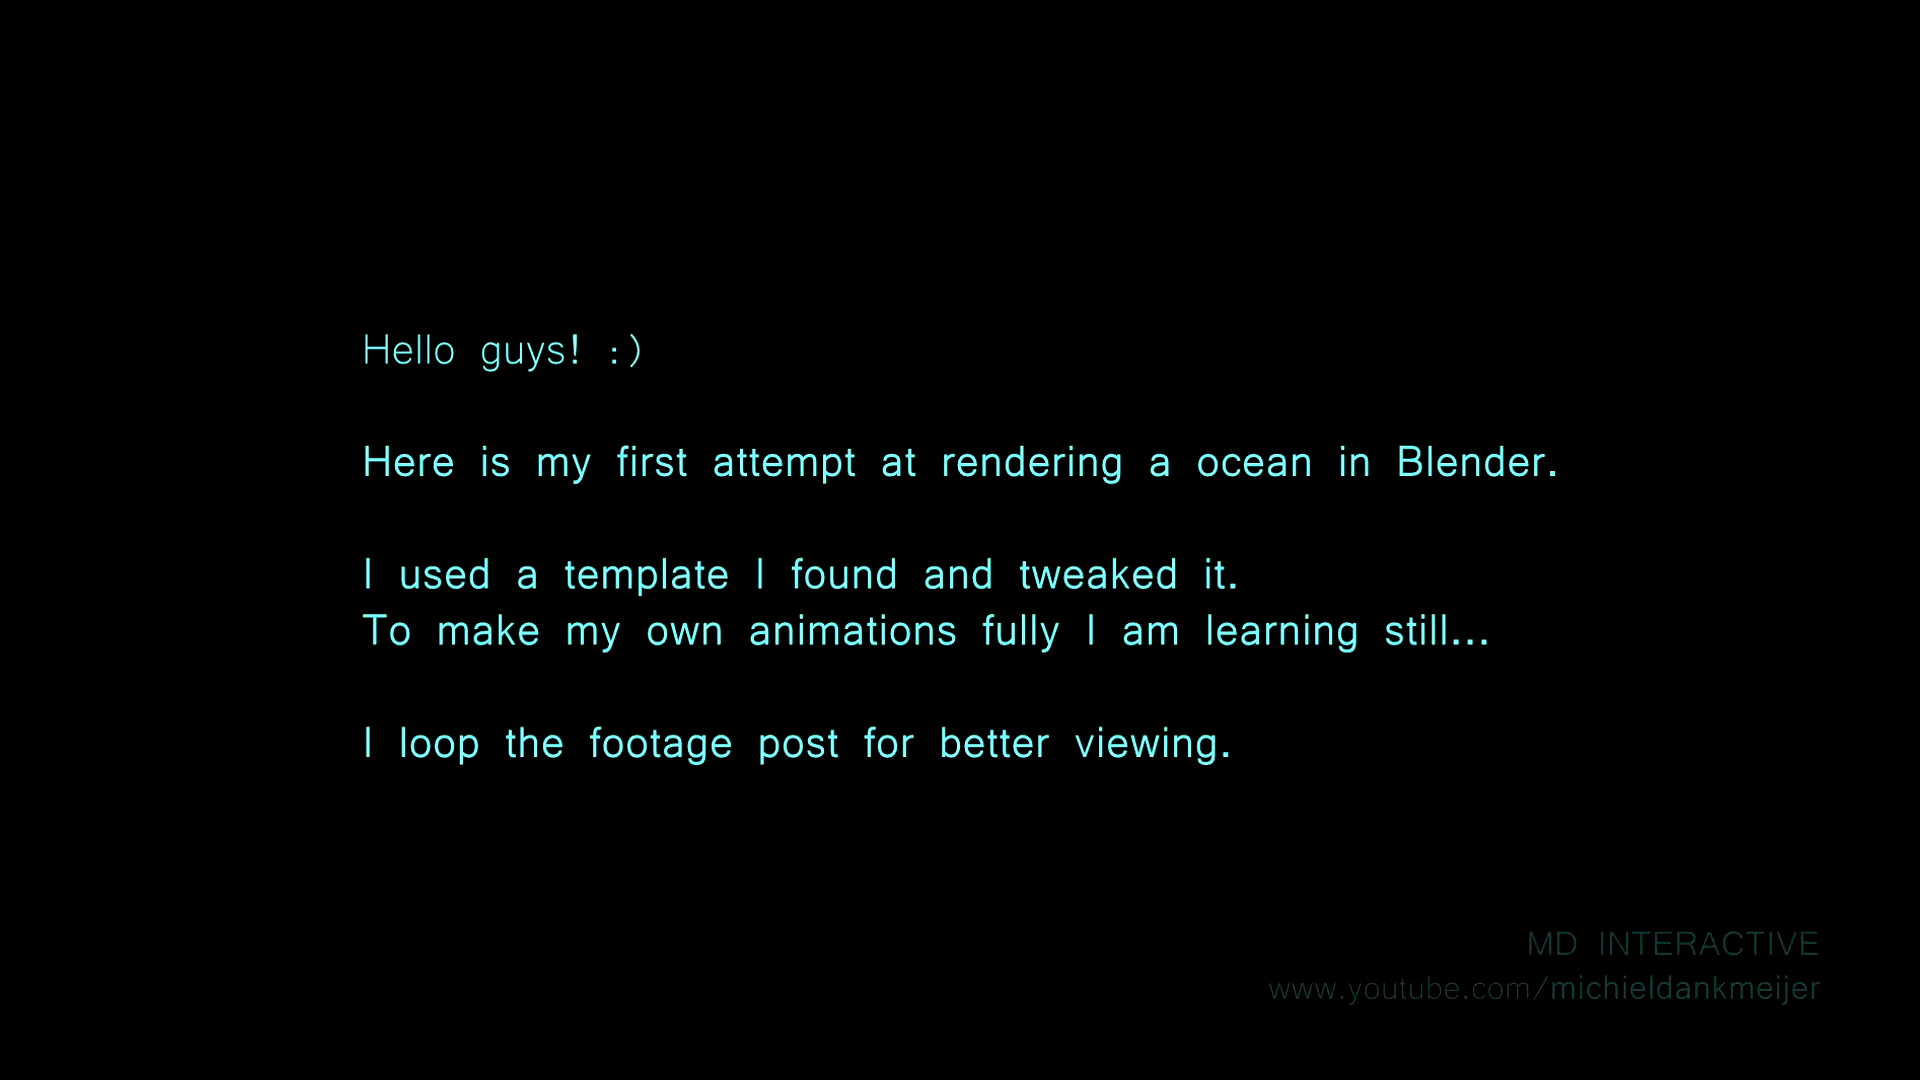 Hello guys! :)
Here is my first attempt at rendering a ocean in Blender.
I used a template I found and tweaked it.
To make my own animations fully I am learning still...
I loop the footage post for better viewing.
MD INTERACTIVE
www.youtube.com/michieldankmeijer